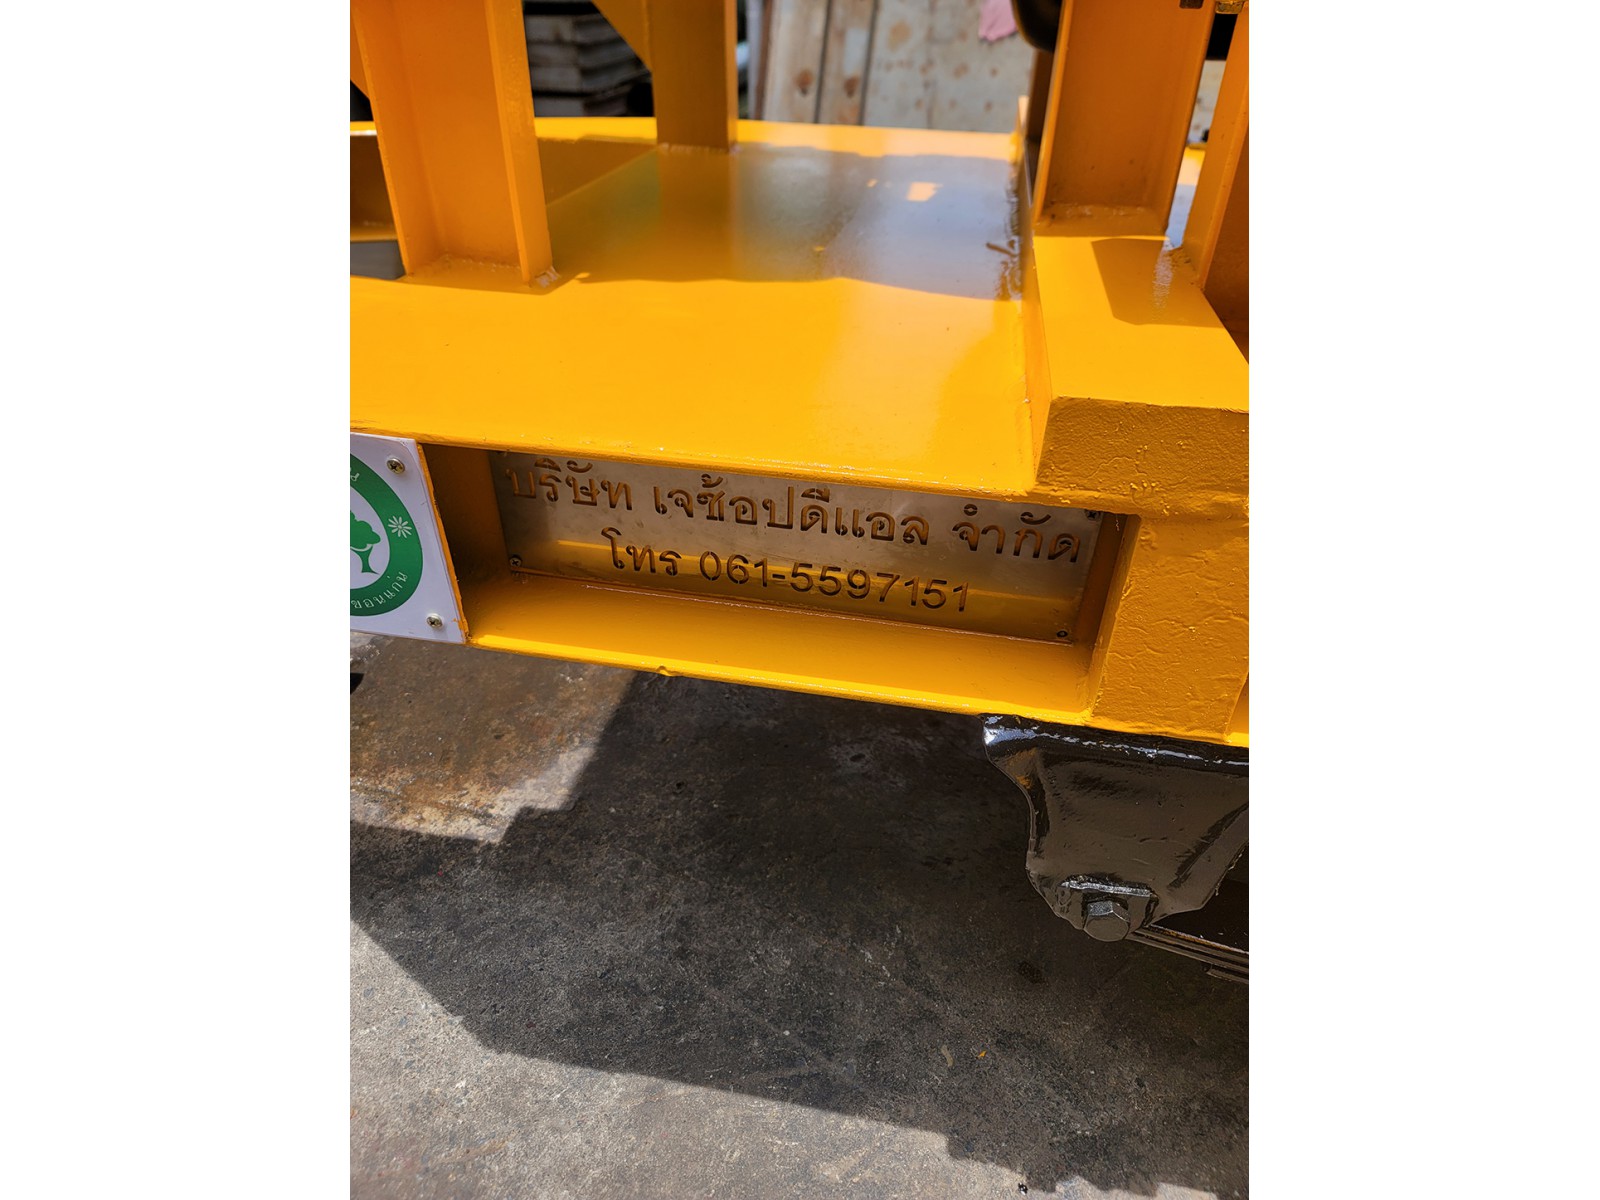 บริษัท เจซ้อปดีแอล จำกัด
โทร 061-5597151